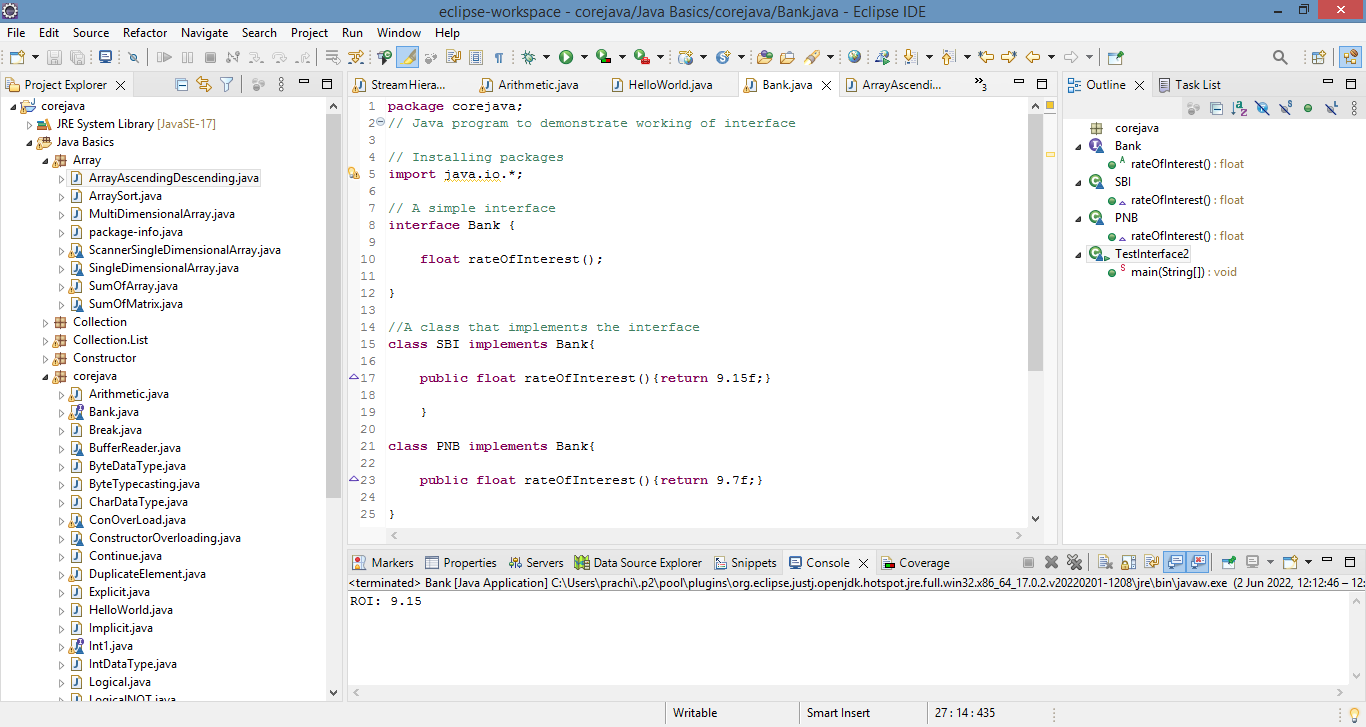 eclipse-workspace - corejava/Java Basics/corejava/Bank.java - Eclipse IDE
File Edit Source Refactor Navigate Search Project Run Window Help
Project Explorer
corejava
JRE System Library [JavaSE-17]
Java Basics
Array
ArrayAscendingDescending.java
ArraySort.java
MultiDimensionalArray.java
package-info.java
ScannerSingleDimensionalArray.java
SingleDimensionalArray.java
SumOfArray.java
SumOfMatrix.java
Collection
Collection.List
Constructor
corejava
Arithmetic.java
Bank.java
Break.java
BufferReader.java
ByteDataType.java
ByteTypecasting.java
CharDataType.java
ConOverLoad.java
ConstructorOverloading.java
Continue.java
DuplicateElement.java
Explicit.java
HelloWorld.java
Implicit.java
Int1.java
IntDataType.java
Logical.java
LogicalNOT.java
StreamHiera... Arithmetic.java HelloWorld.java Bank.java ArrayAscendi... »3
1 package corejava;
2 // Java program to demonstrate working of interface
3
4 // Installing packages
5 import java.io.*;
6
7 // A simple interface
8 interface Bank {
9
10 float rateOfInterest();
11
12 }
13
14 //A class that implements the interface
15 class SBI implements Bank{
16
17 public float rateOfInterest(){return 9.15f;}
18
19 }
20
21 class PNB implements Bank{
22
23 public float rateOfInterest(){return 9.7f;}
24
25 }
Outline Task List
corejava
Bank
rateOfInterest() : float
SBI
rateOfInterest() : float
PNB
rateOfInterest() : float
TestInterface2
main(String[]) : void
Markers Properties Servers Data Source Explorer Snippets Console Coverage
<terminated> Bank [Java Application] C:\Users\prachi\.p2\pool\plugins\org.eclipse.justj.openjdk.hotspot.jre.full.win32.x86_64_17.0.2.v20220201-1208\jre\bin\javaw.exe (2 Jun 2022, 12:12:46 – 12:
ROI: 9.15
Writable Smart Insert 27 : 14 : 435